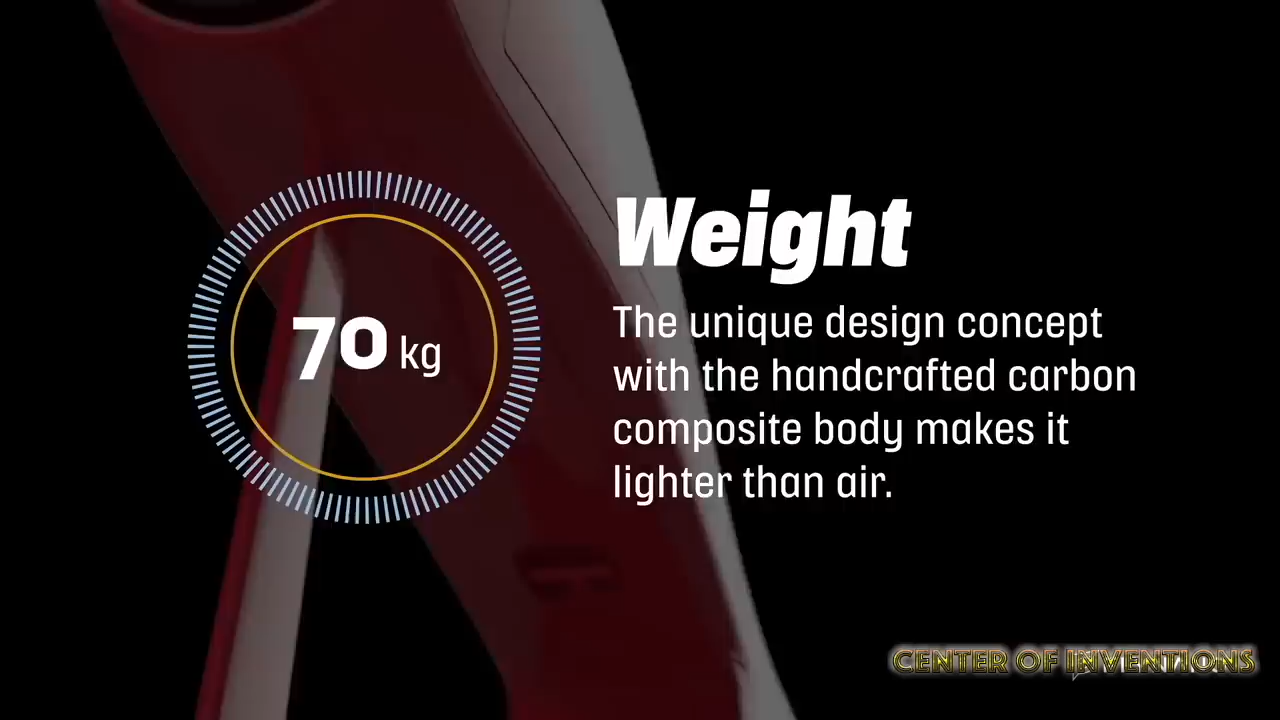 70 kg
Weight
The unique design concept
with the handcrafted carbon
composite body makes it
lighter than air.
CENTER OF INVENTIONS